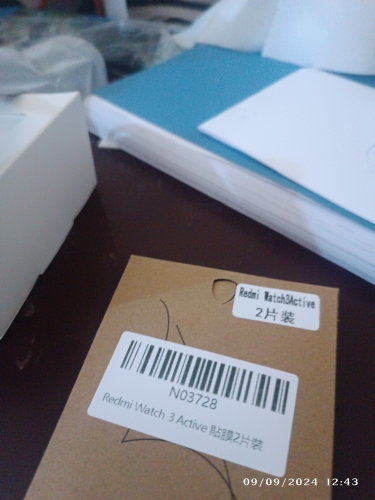 Redmi Watch3Active
2片装
N03728
Redmi Watch 3 Active 贴膜2片装
09/09/2024 12:43